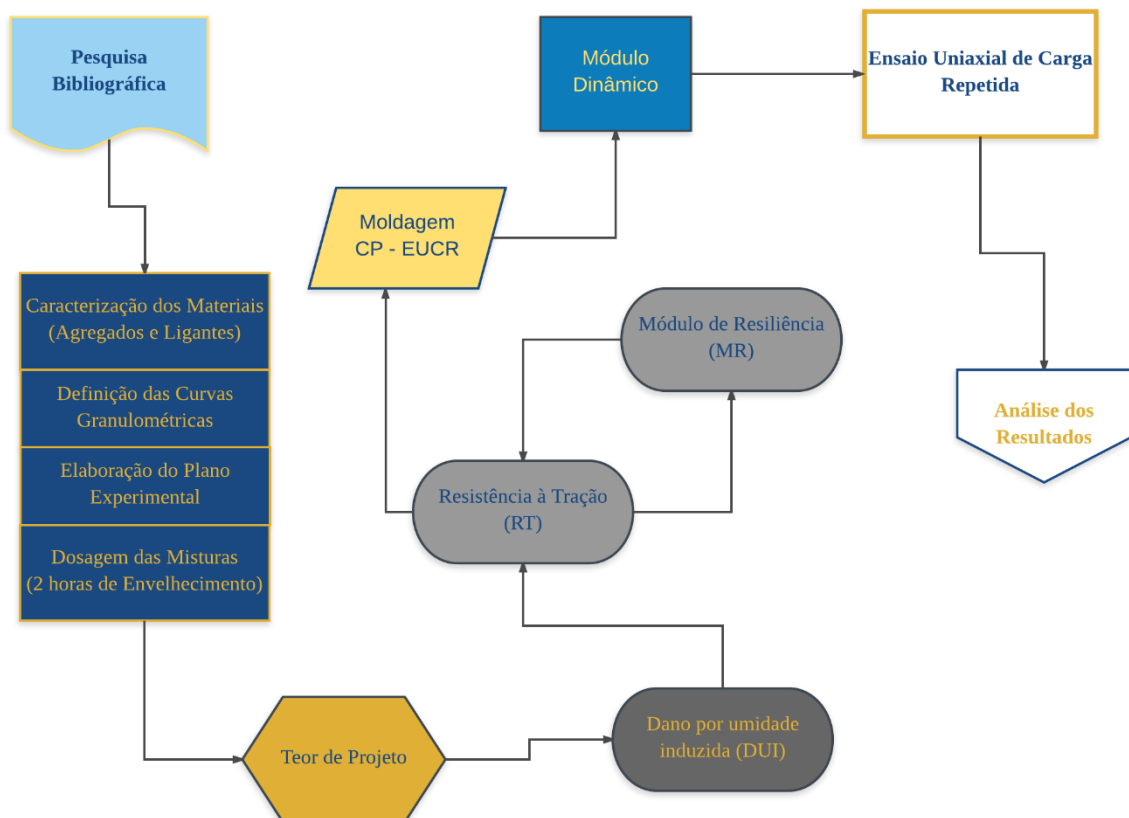 Pesquisa
Bibliográfica
Caracterização dos Materiais
(Agregados e Ligantes)
Definição das Curvas
Granulométricas
Elaboração do Plano
Experimental
Dosagem das Misturas
(2 horas de Envelhecimento)
Teor de Projeto
Dano por umidade
induzida (DUI)
Resistência à Tração
(RT)
Módulo de Resiliência
(MR)
Moldagem
CP - EUCR
Módulo
Dinâmico
Ensaio Uniaxial de Carga
Repetida
Análise dos
Resultados